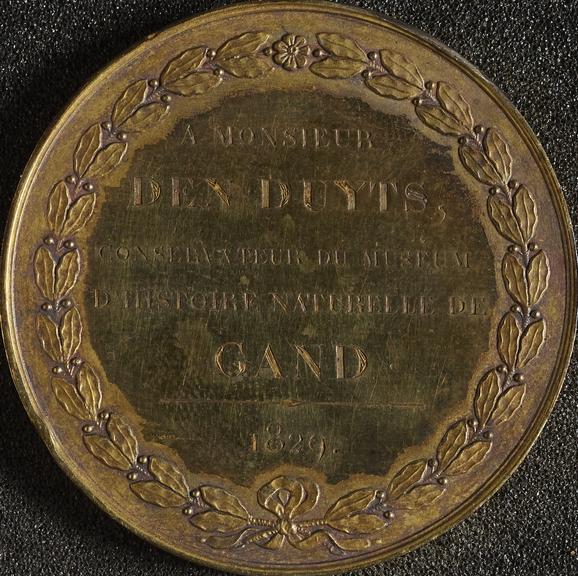 A MONSIEUR
DEN DUYTS,
CONSERVATEUR DU MUSEUM
D'HISTOIRE NATURELLE DE
GAND
1829.